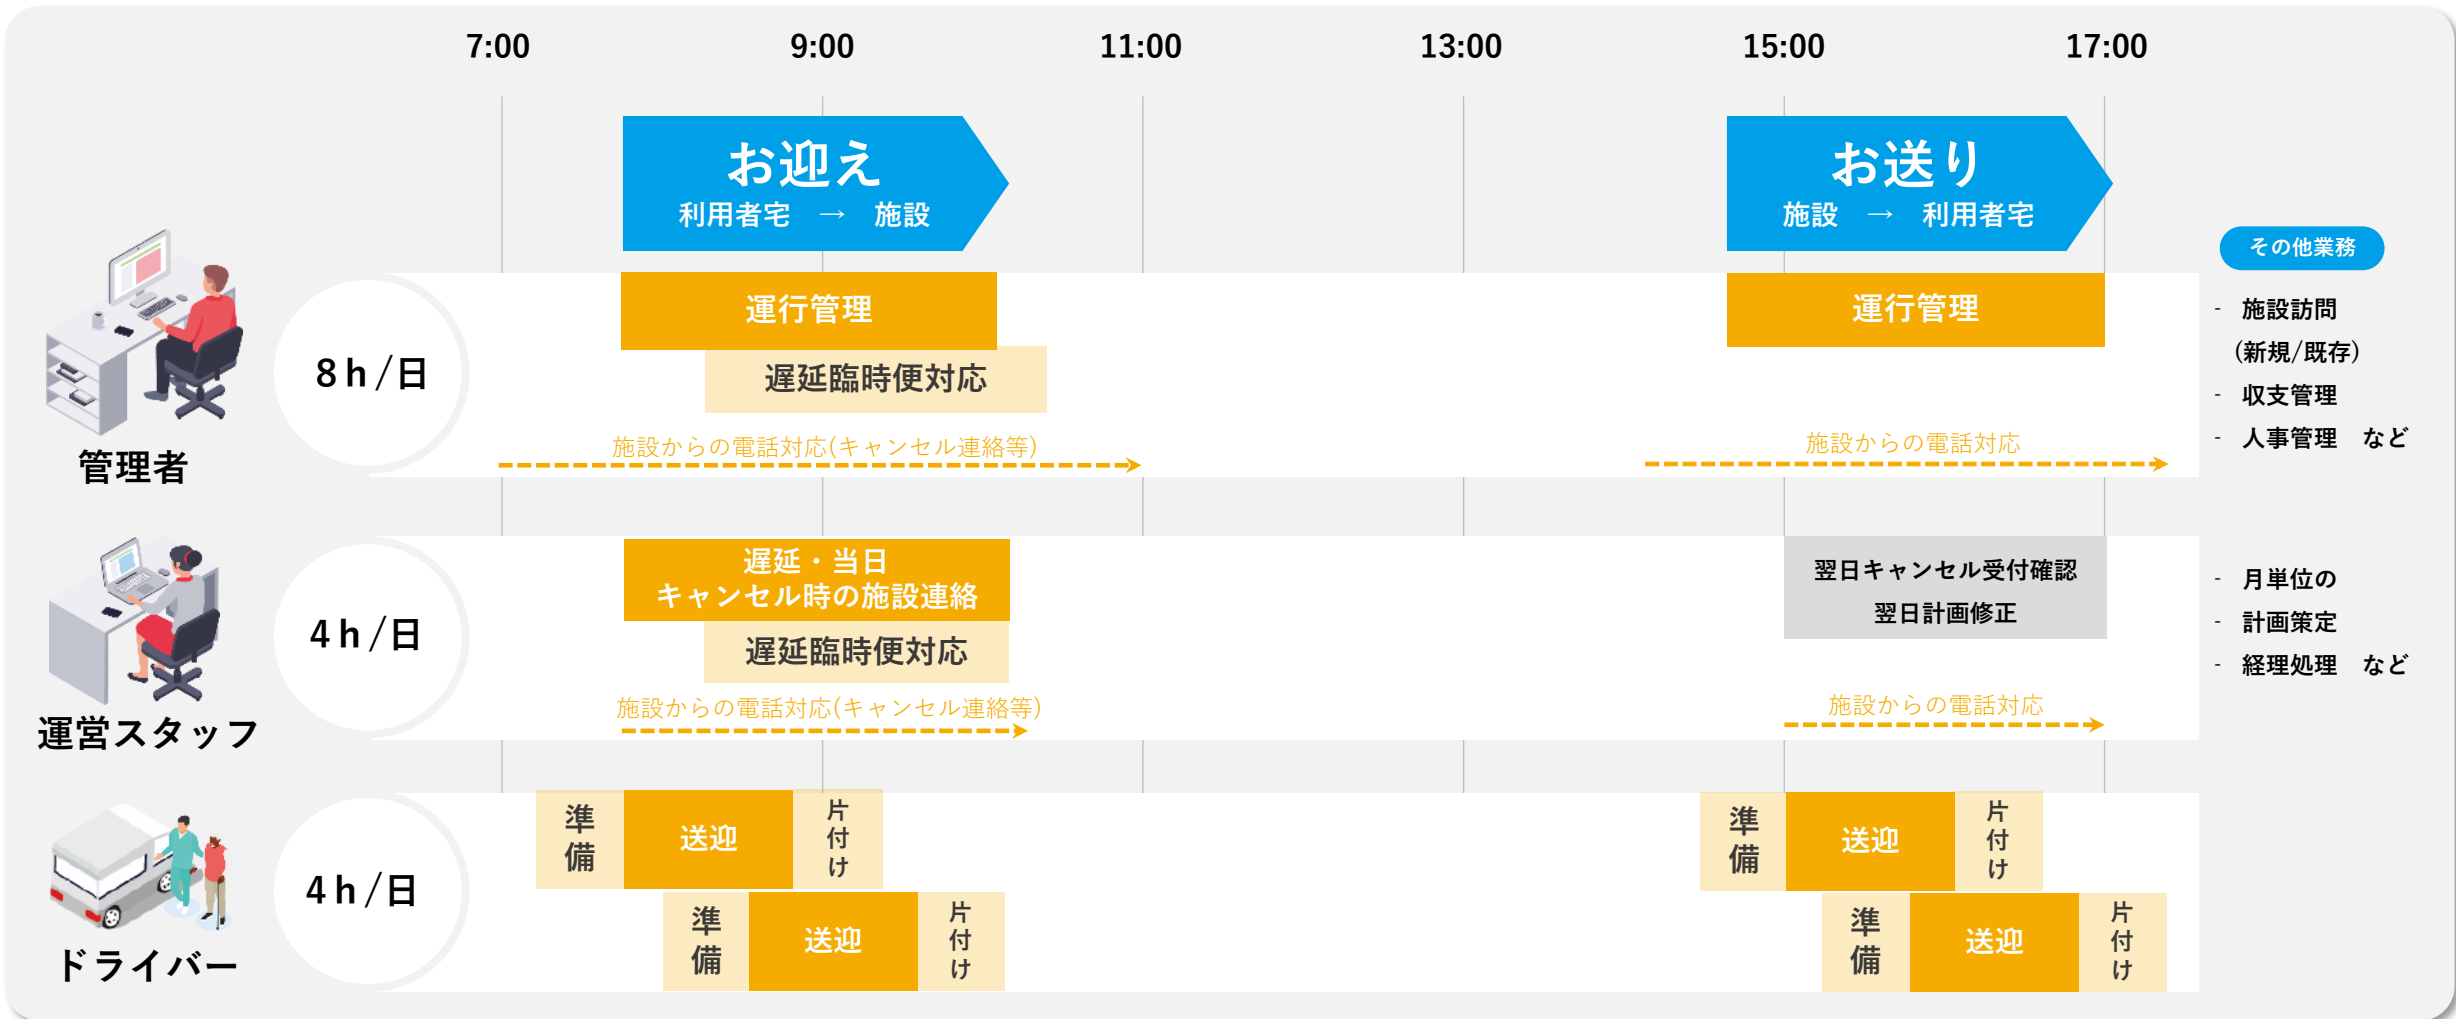 7:00
9:00
11:00
13:00
15:00
17:00
お迎え
利用者宅　→　施設
お送り
施設　→　利用者宅
その他業務
管理者
8h/日
運行管理
遅延臨時便対応
施設からの電話対応(キャンセル連絡等)
運行管理
施設からの電話対応
- 施設訪問
(新規/既存)
- 収支管理
- 人事管理　など
運営スタッフ
4h/日
遅延・当日
キャンセル時の施設連絡
遅延臨時便対応
施設からの電話対応(キャンセル連絡等)
翌日キャンセル受付確認
翌日計画修正
施設からの電話対応
- 月単位の
- 計画策定
- 経理処理　など
ドライバー
4h/日
準備
送迎
片付け
準備
送迎
片付け
準備
送迎
片付け
準備
送迎
片付け